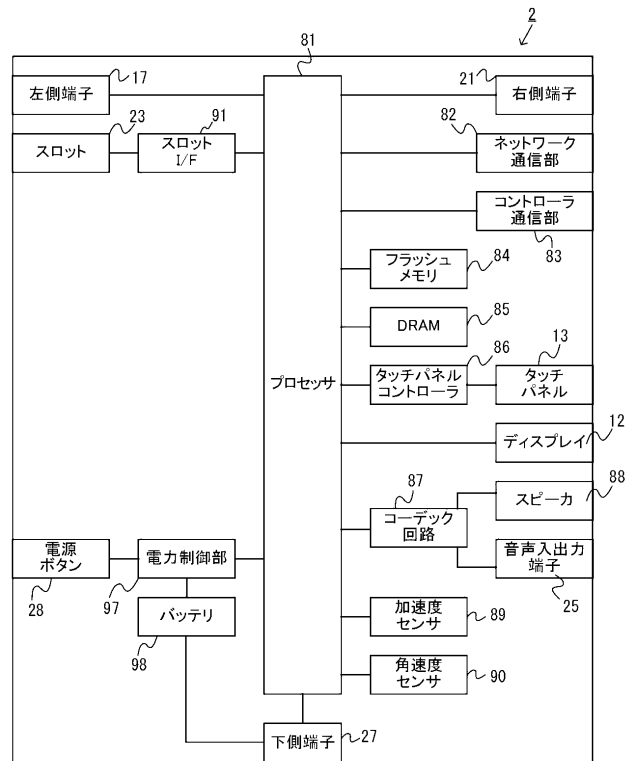 2
81
17
左側端子
21
右側端子
23
スロット
91
スロット
I/F
82
ネットワーク
通信部
コントローラ
通信部
83
フラッシュ
メモリ
84
DRAM
85
プロセッサ
86
タッチパネル
コントローラ
13
タッチ
パネル
12
ディスプレイ
87
コーデック
回路
スピーカ
88
音声入出力
端子
25
電源
ボタン
28
電力制御部
97
バッテリ
98
加速度
センサ
89
角速度
センサ
90
下側端子
27